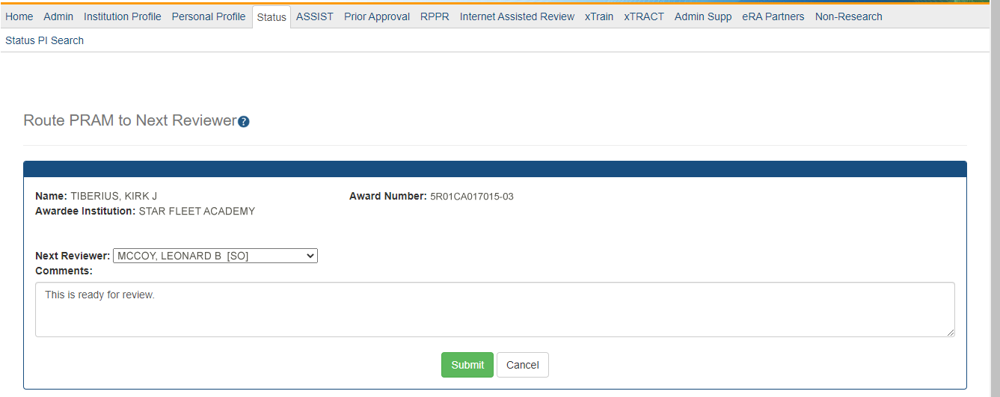 Home Admin Institution Profile Personal Profile Status ASSIST Prior Approval RPPR Internet Assisted Review xTrain xTRACT Admin Supp eRA Partners Non-Research
Status PI Search
Route PRAM to Next Reviewer?
Name: TIBERIUS, KIRK J Award Number: 5R01CA017015-03
Awardee Institution: STAR FLEET ACADEMY
Next Reviewer: MCCOY, LEONARD B [SO]
Comments:
This is ready for review.
Submit Cancel